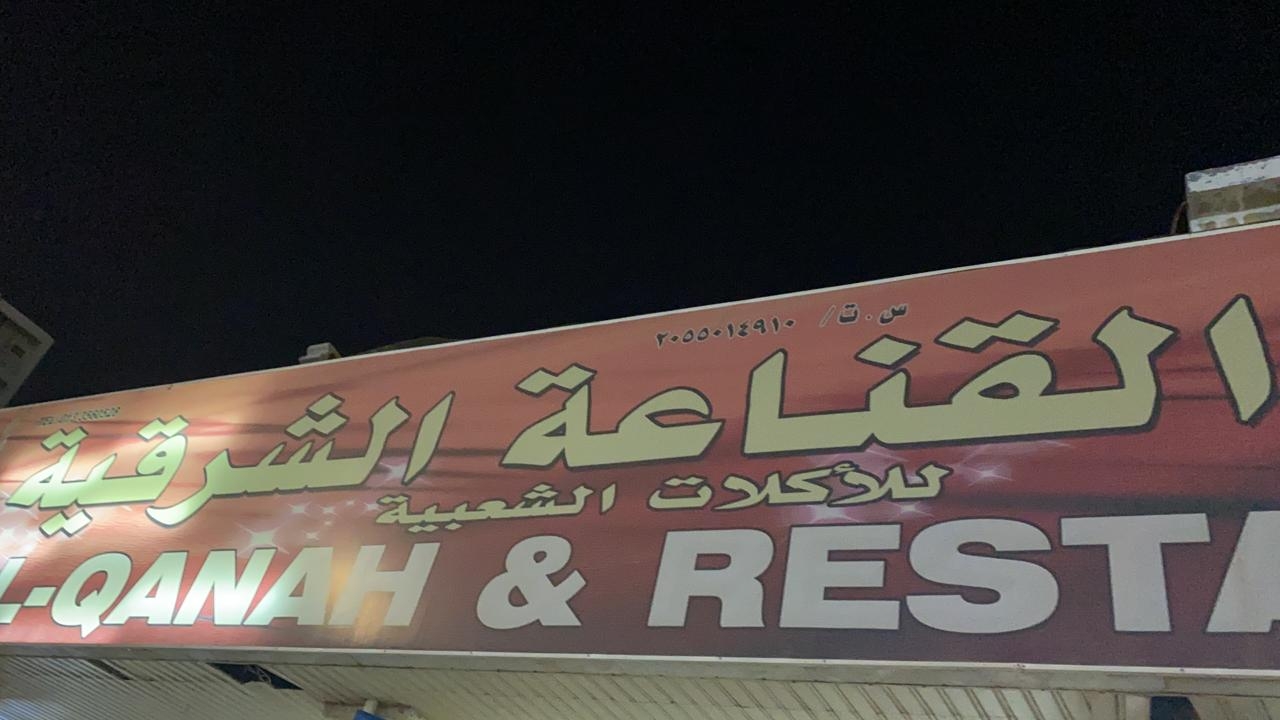 س.ت/ ٢٠٥٥٠١٤٩١٠
القناعة الشرقية
للأكلات الشعبية
L-QANAH & RESTA